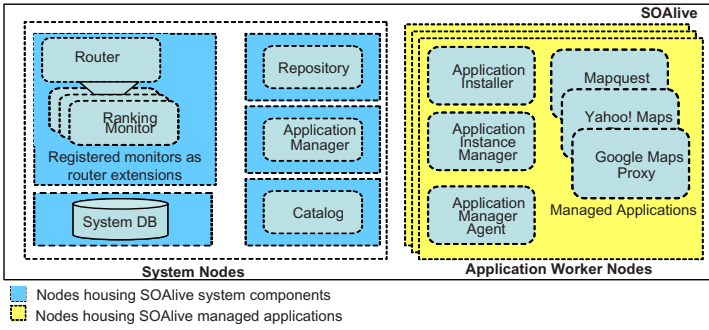 SOAlive
Router
Ranking
Monitor
Registered monitors as
router extensions
System DB
Repository
Application
Manager
Catalog
System Nodes
Application
Installer
Application
Instance
Manager
Application
Manager
Agent
Mapquest
Yahoo! Maps
Google Maps
Proxy
Managed Applications
Application Worker Nodes
Nodes housing SOAlive system components
Nodes housing SOAlive managed applications